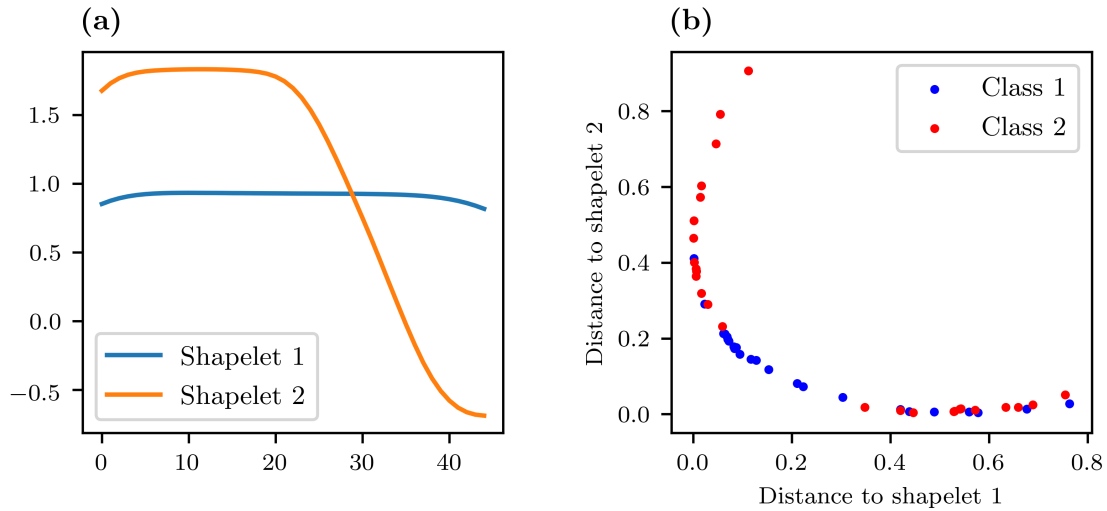 (a)
1.5
1.0
0.5
0.0
−0.5
0
10
20
30
40
Shapelet 1
Shapelet 2
(b)
Distance to shapelet 2
0.8
0.6
0.4
0.2
0.0
0.0
0.2
0.4
0.6
0.8
Distance to shapelet 1
Class 1
Class 2